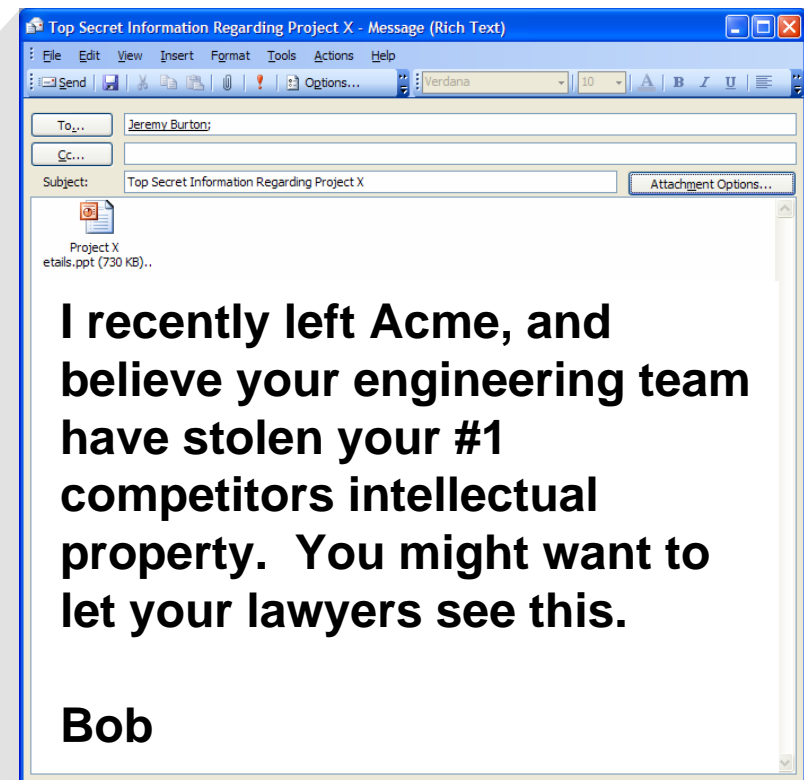 Top Secret Information Regarding Project X - Message (Rich Text)
File Edit View Insert Format Tools Actions Help
Send Options... Verdana 10 A B I U
To...
Jeremy Burton;
Cc...
Subject: Top Secret Information Regarding Project X Attachment Options...
Project X
etails.ppt (730 KB)..
I recently left Acme, and
believe your engineering team
have stolen your #1
competitors intellectual
property.  You might want to
let your lawyers see this.
Bob